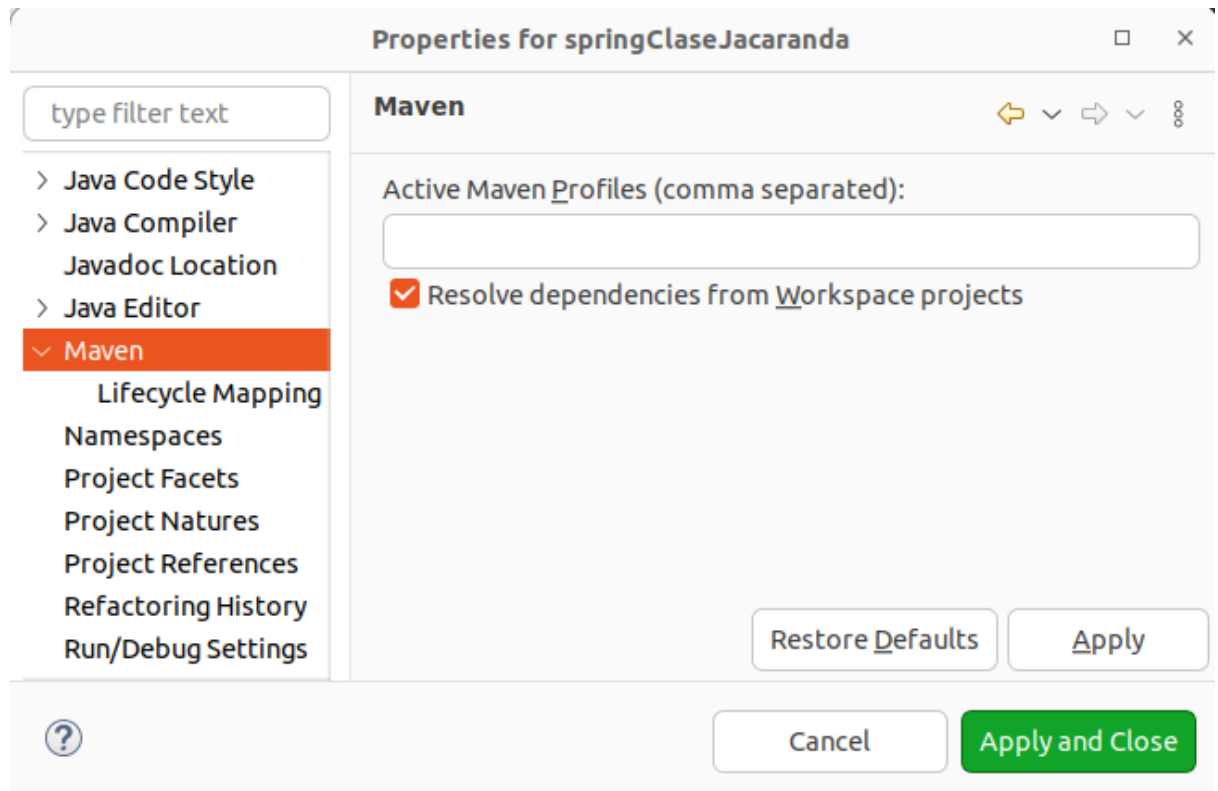 Properties for springClaseJacaranda
type filter text
Java Code Style
Java Compiler
Javadoc Location
Java Editor
Maven
Lifecycle Mapping
Namespaces
Project Facets
Project Natures
Project References
Refactoring History
Run/Debug Settings
Maven
Active Maven Profiles (comma separated):
Resolve dependencies from Workspace projects
Restore Defaults
Apply
Cancel
Apply and Close